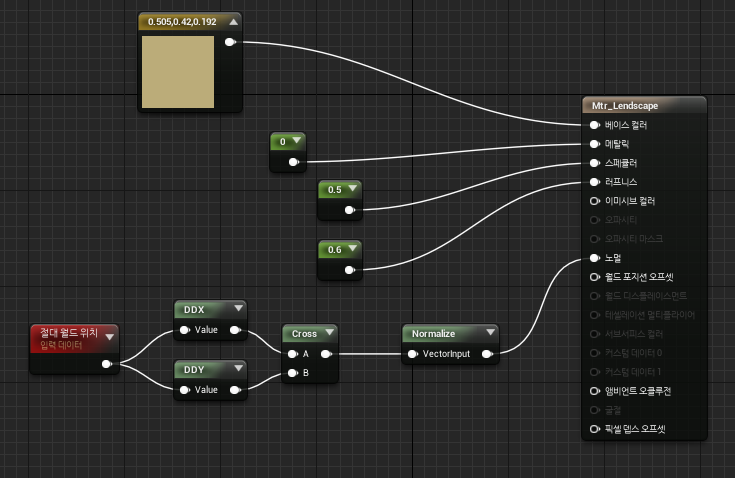 0.505,0.42,0.192
0
0.5
0.6
절대 월드 위치
입력 데이터
DDX
Value
DDY
Value
Cross
A
B
Normalize
VectorInput
Mtr_Lendscape
베이스 컬러
메탈릭
스페큘러
러프니스
이미시브 컬러
오파시티
오파시티 마스크
노멀
월드 포지션 오프셋
월드 디스플레이스먼트
테셀레이션 멀티플라이어
서브서피스 컬러
커스텀 데이터 0
커스텀 데이터 1
앰비언트 오클루전
굴절
픽셀 뎁스 오프셋